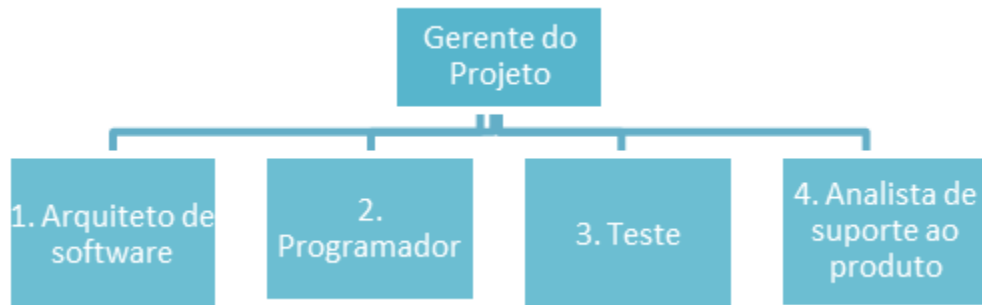 Gerente do
Projeto
1. Arquiteto de
software
2.
Programador
3. Teste
4. Analista de
suporte ao
produto